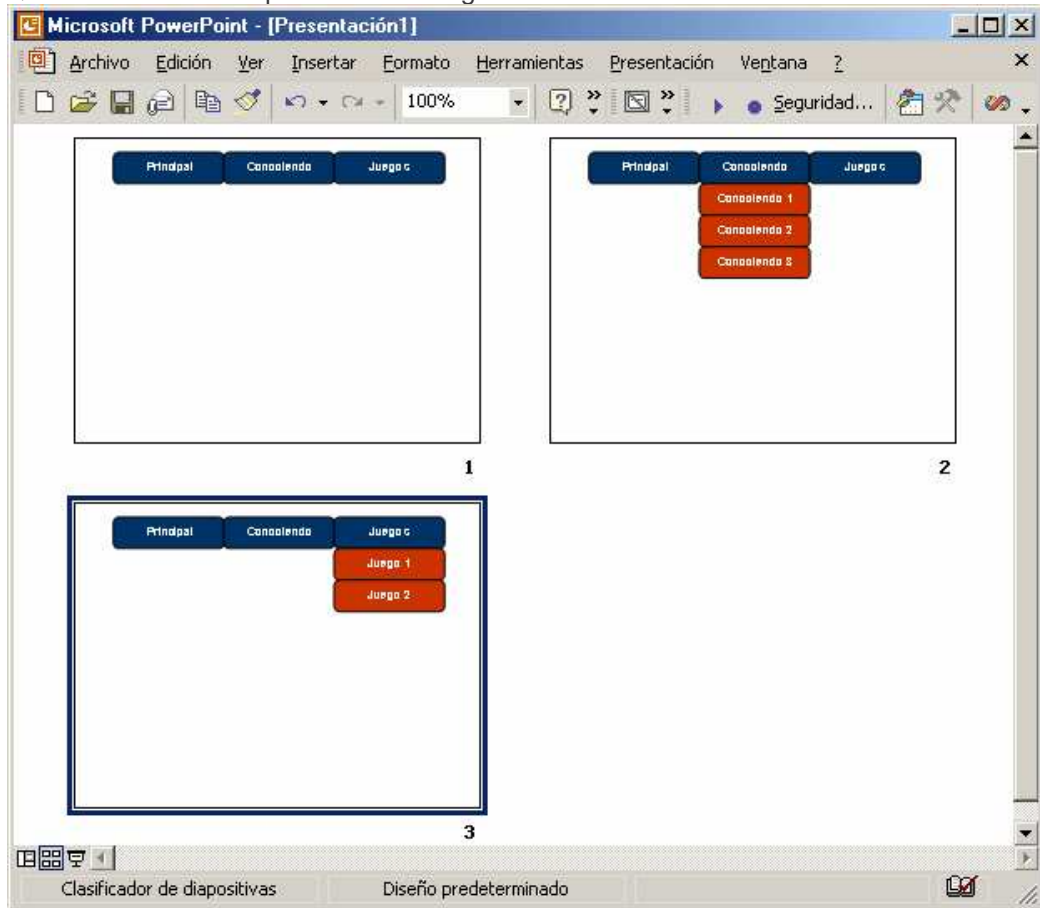 Microsoft PowerPoint - [Presentación1]
Archivo Edición Ver Insertar Formato Herramientas Presentación Ventana ?
100% Seguridad...
Principal Conociendo Juegos
1
Principal Conociendo Juegos
Conociendo 1
Conociendo 2
Conociendo 3
2
Principal Conociendo Juegos
Juego 1
Juego 2
3
Clasificador de diapositivas Diseño predeterminado